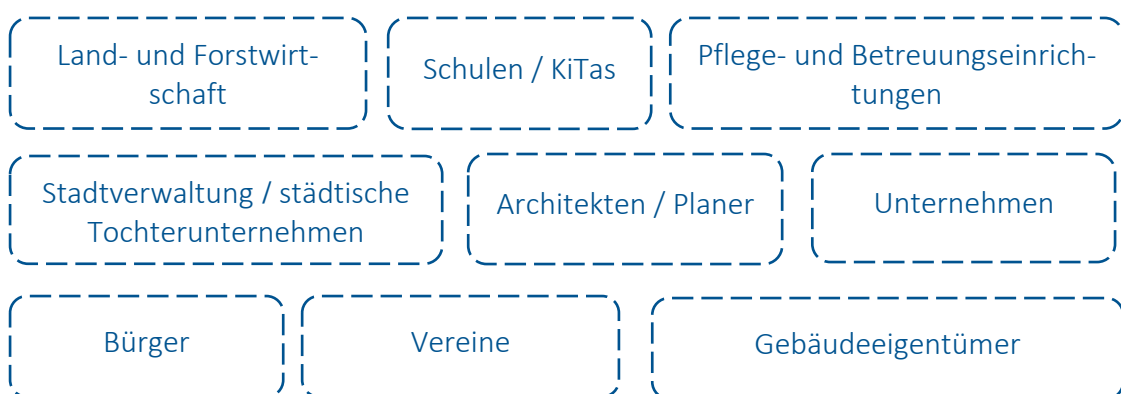 Land- und Forstwirt-
schaft
Schulen / KiTas
Pflege- und Betreuungseinrich-
tungen
Stadtverwaltung / städtische
Tochterunternehmen
Architekten / Planer
Unternehmen
Bürger
Vereine
Gebäudeeigentümer